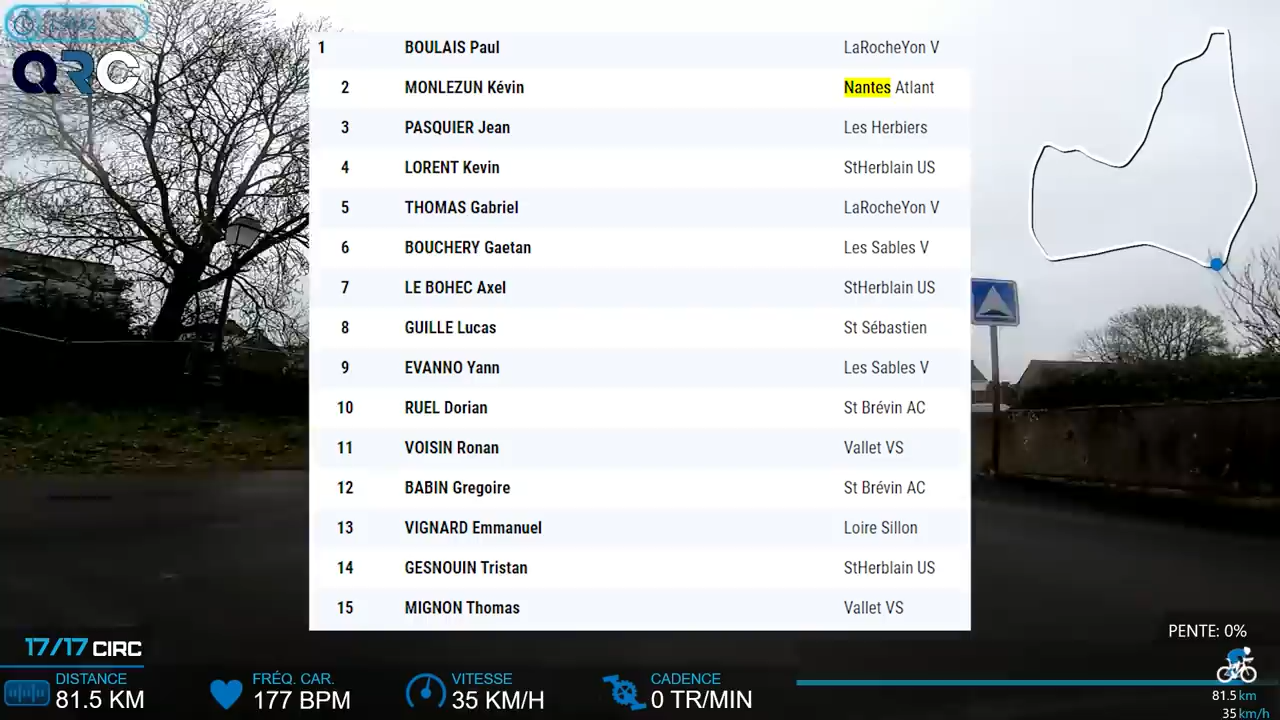 QRC
1 BOULAIS Paul LaRocheYon V
2 MONLEZUN Kévin Nantes Atlant
3 PASQUIER Jean Les Herbiers
4 LORENT Kevin StHerblain US
5 THOMAS Gabriel LaRocheYon V
6 BOUCHERY Gaetan Les Sables V
7 LE BOHEC Axel StHerblain US
8 GUILLE Lucas St Sébastien
9 EVANNO Yann Les Sables V
10 RUEL Dorian St Brévin AC
11 VOISIN Ronan Vallet VS
12 BABIN Gregoire St Brévin AC
13 VIGNARD Emmanuel Loire Sillon
14 GESNOUIN Tristan StHerblain US
15 MIGNON Thomas Vallet VS
PENTE: 0%
17/17 CIRC
DISTANCE
81.5 KM
FRÉQ. CAR.
177 BPM
VITESSE
35 KM/H
CADENCE
0 TR/MIN
81.5 km
35 km/h